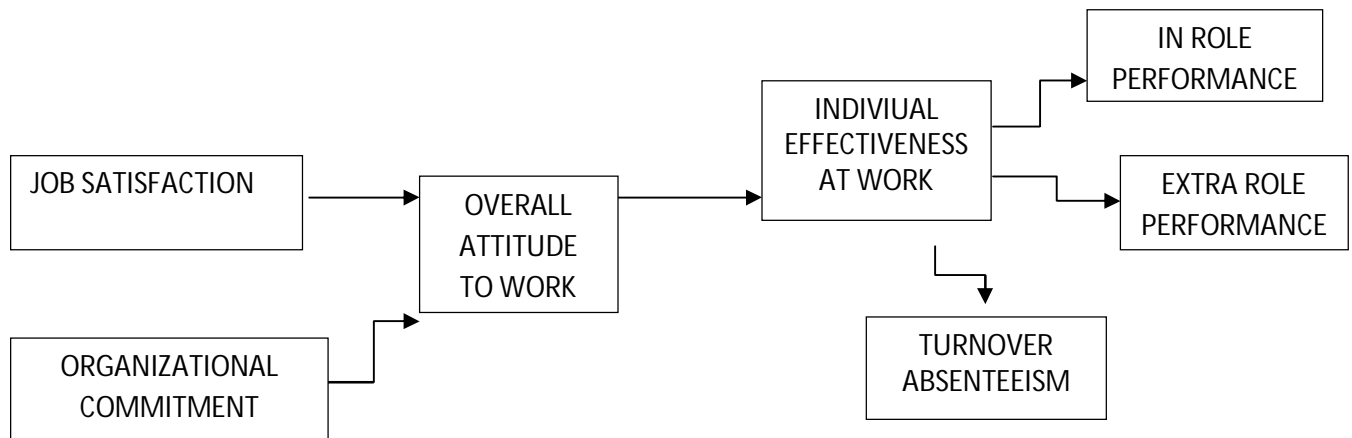 JOB SATISFACTION
ORGANIZATIONAL
COMMITMENT
OVERALL
ATTITUDE
TO WORK
INDIVIUAL
EFFECTIVENESS
AT WORK
IN ROLE
PERFORMANCE
EXTRA ROLE
PERFORMANCE
TURNOVER
ABSENTEEISM